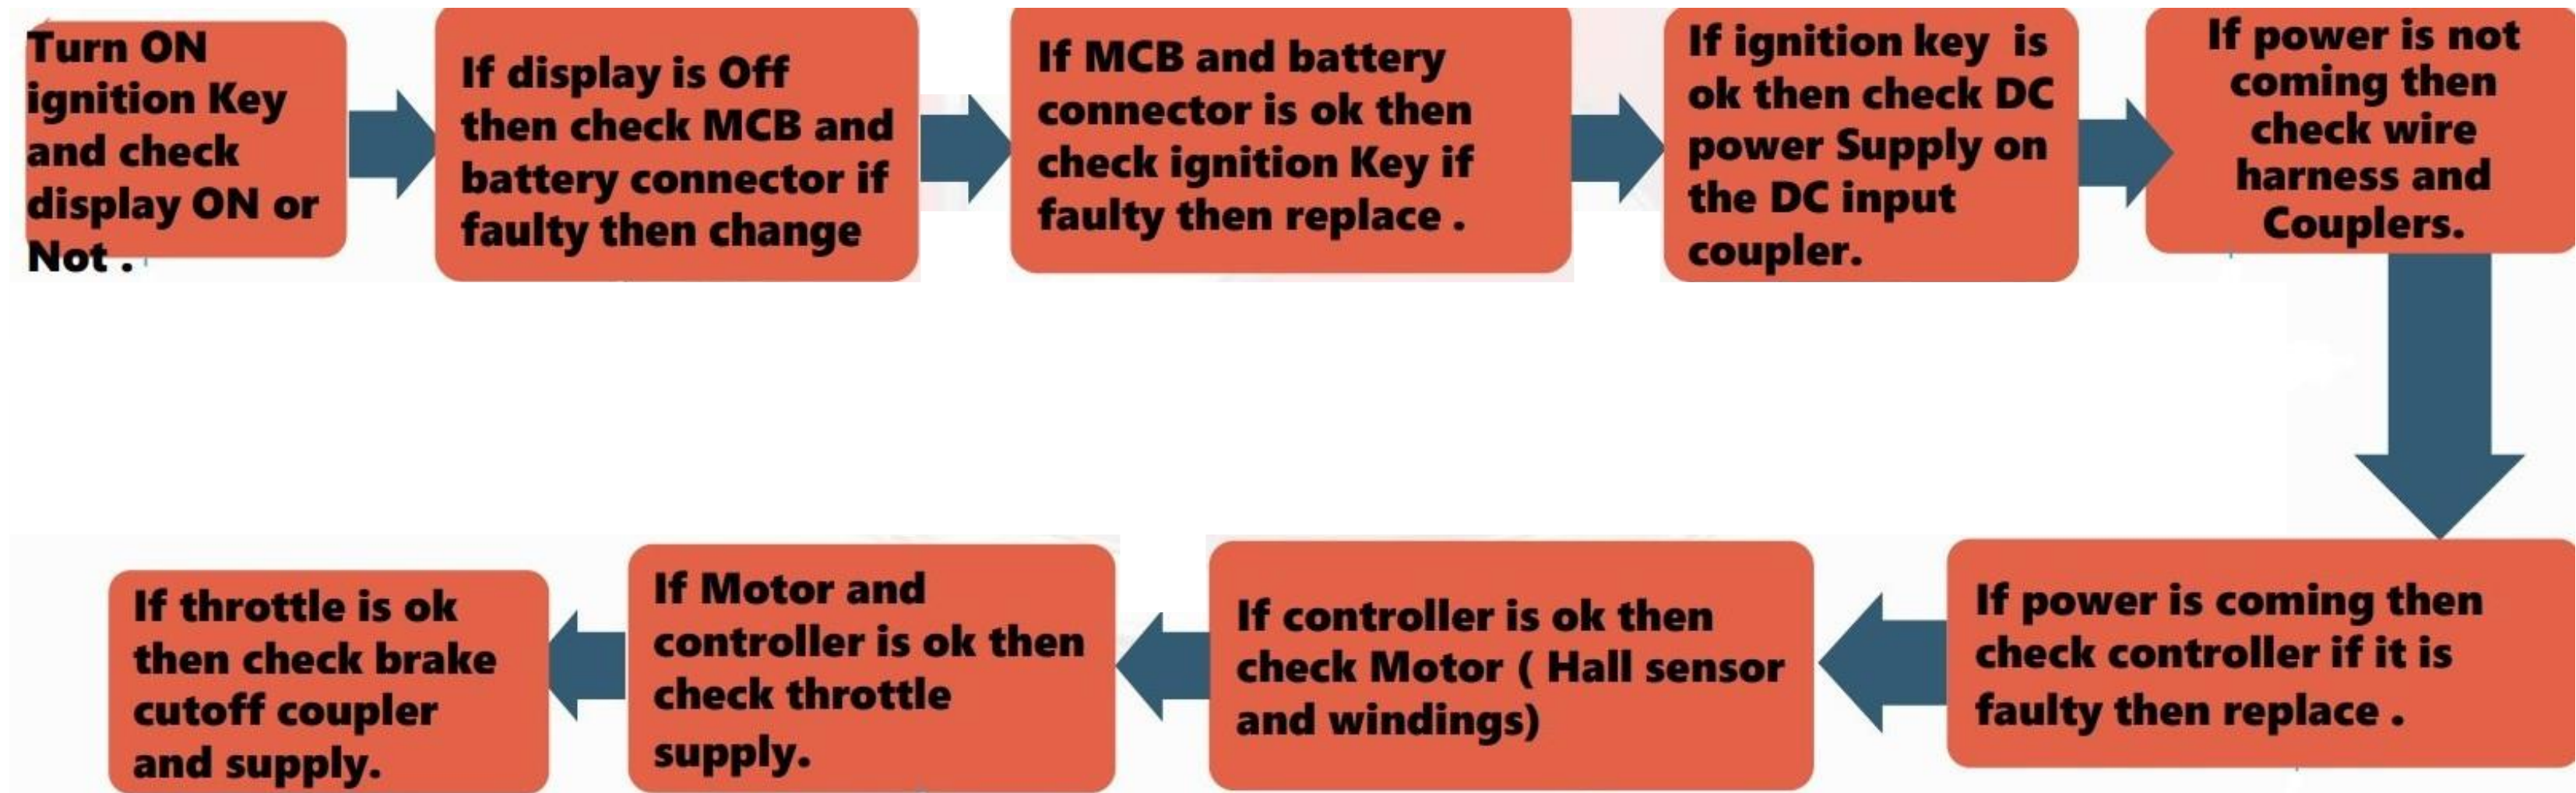 Turn ON
ignition Key
and check
display ON or
Not .
If display is Off
then check MCB and
battery connector if
faulty then change
If MCB and battery
connector is ok then
check ignition Key if
faulty then replace .
If ignition key  is
ok then check DC
power Supply on
the DC input
coupler.
If power is not
coming then
check wire
harness and
Couplers.
If power is coming then
check controller if it is
faulty then replace .
If controller is ok then
check Motor ( Hall sensor
and windings)
If Motor and
controller is ok then
check throttle
supply.
If throttle is ok
then check brake
cutoff coupler
and supply.